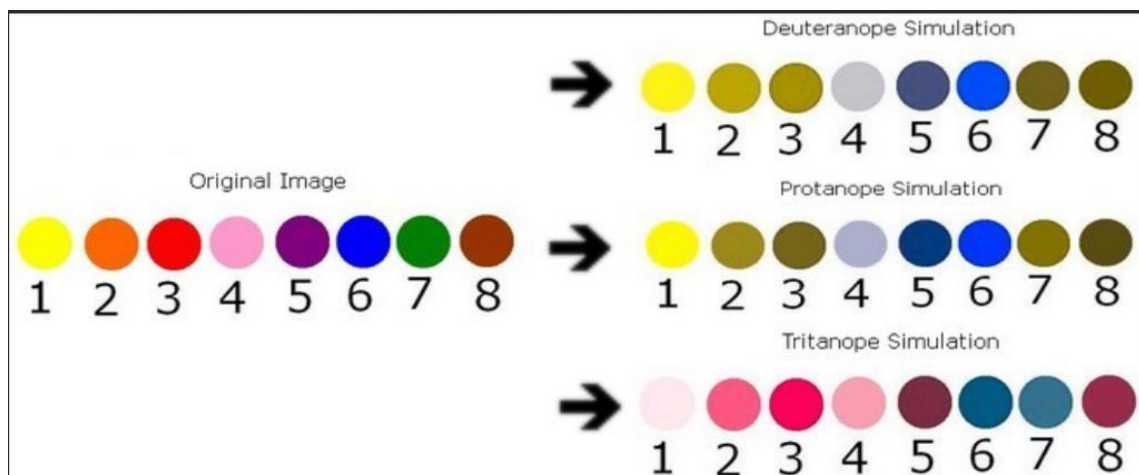 Deuteranope Simulation
1 2 3 4 5 6 7 8
Original Image
1 2 3 4 5 6 7 8
Protanope Simulation
1 2 3 4 5 6 7 8
Tritanope Simulation
1 2 3 4 5 6 7 8